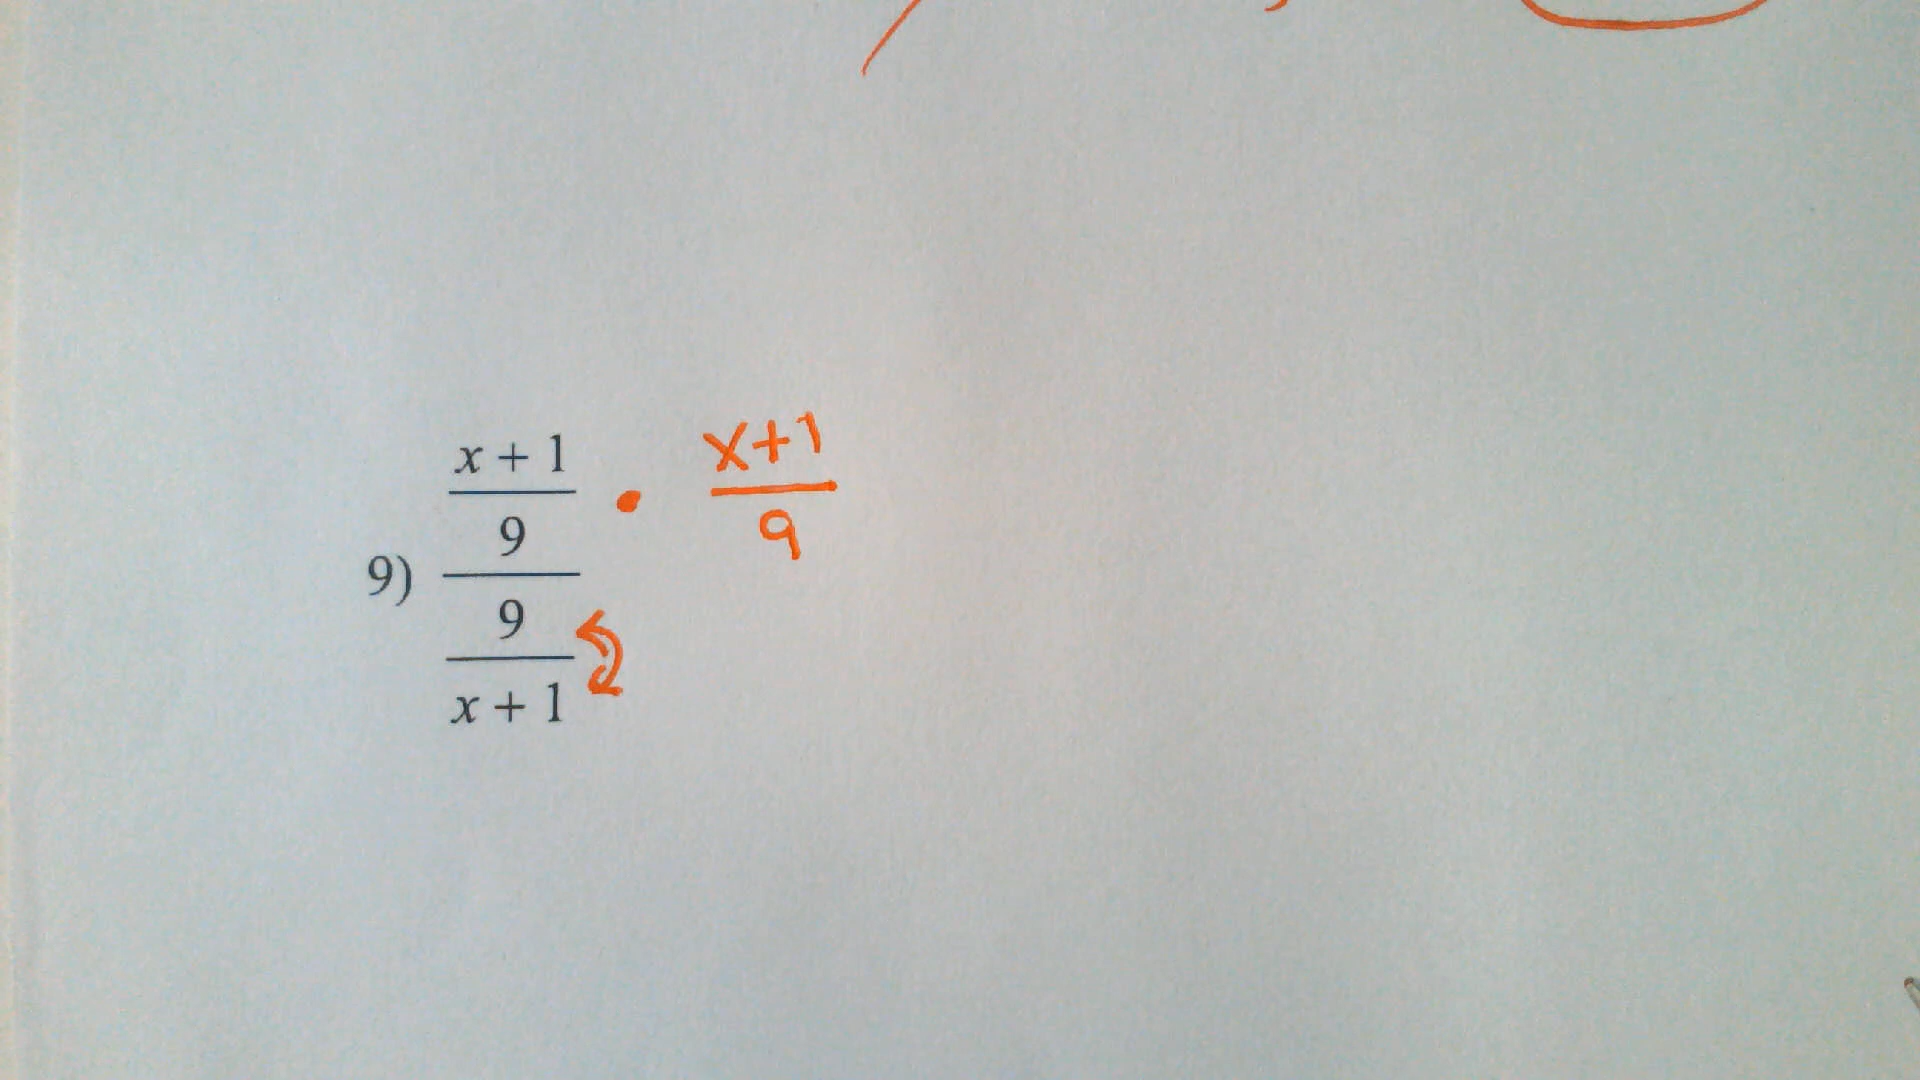 x + 1 • x+1
9 9
9)
9
x + 1